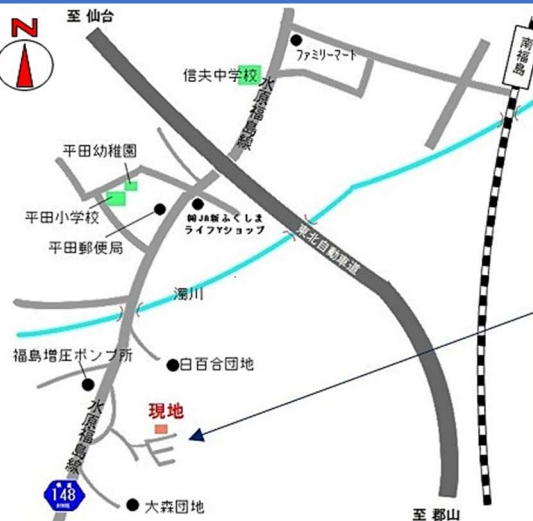 至 仙台
N
ファミリーマート
南福島
信夫中学校
水原福島線
平田幼稚園
平田小学校
㈱JA新ふくしま
ライフYショップ
平田郵便局
東北自動車道
濁川
福島増圧ポンプ所
白百合団地
現地
水原福島線
148
大森団地
至 郡山